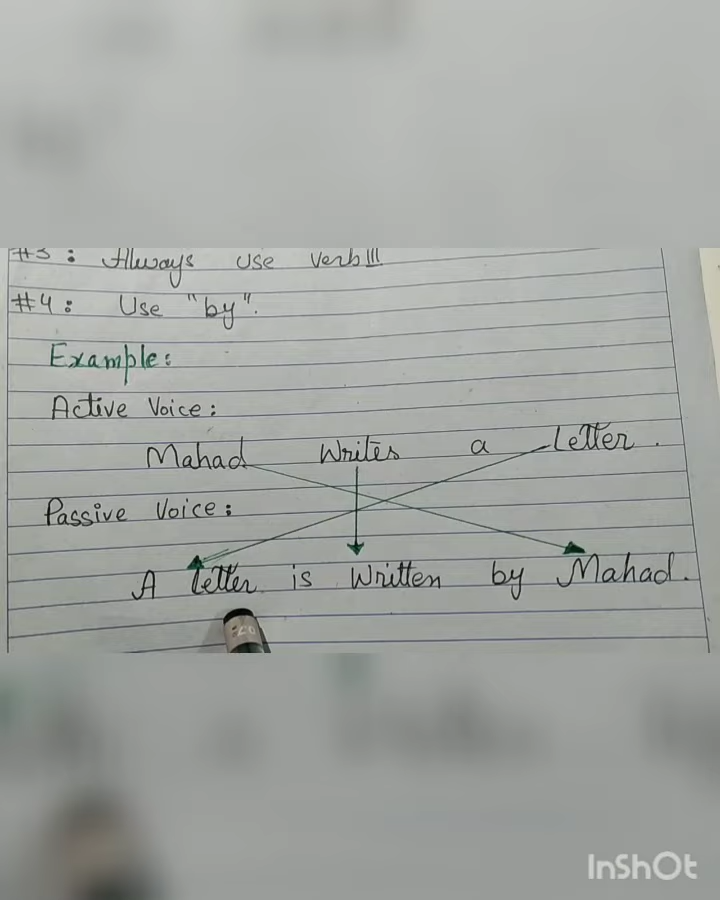 #3 : Always use verb III
#4 : Use "by".
Example:
Active Voice :
Mahad Writes a letter .
Passive Voice :
A letter is Written by Mahad .
InShOt